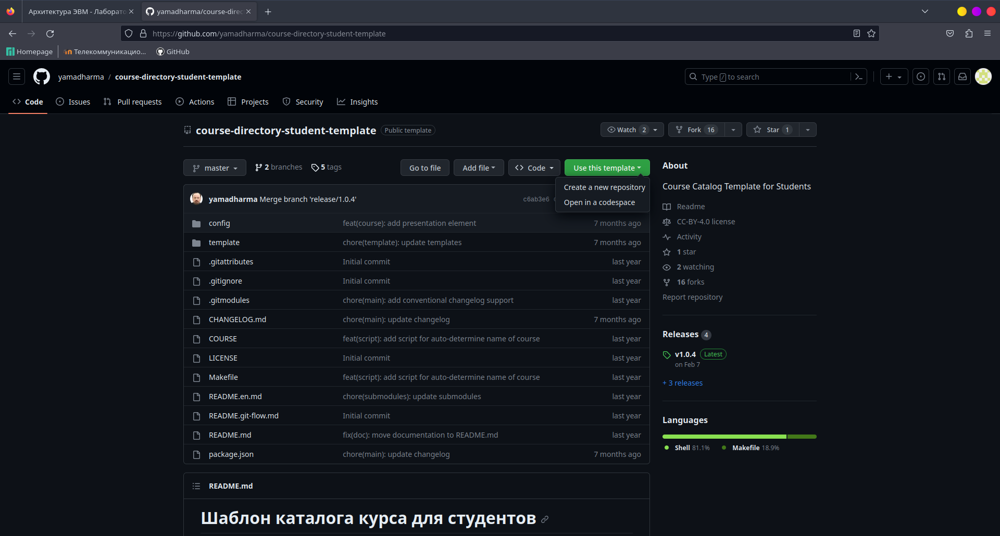 Архитектура ЭВМ - Лаборато
yamadharma/course-direc
https://github.com/yamadharma/course-directory-student-template
Homepage
Телекоммуникацио...
GitHub
yamadharma / course-directory-student-template
Type / to search
Code
Issues
Pull requests
Actions
Projects
Security
Insights
course-directory-student-template
Public template
Watch 2
Fork 16
Star 1
master
2 branches
5 tags
Go to file
Add file
Code
Use this template
Create a new repository
Open in a codespace
yamadharma Merge branch 'release/1.0.4'
c6ab3e6
config feat(course): add presentation element 7 months ago
template chore(template): update templates 7 months ago
.gitattributes Initial commit last year
.gitignore Initial commit last year
.gitmodules chore(main): add conventional changelog support last year
CHANGELOG.md chore(main): update changelog 7 months ago
COURSE feat(script): add script for auto-determine name of course last year
LICENSE Initial commit last year
Makefile feat(script): add script for auto-determine name of course last year
README.en.md chore(submodules): update submodules last year
README.git-flow.md Initial commit last year
README.md fix(doc): move documentation to README.md last year
package.json chore(main): update changelog 7 months ago
README.md
Шаблон каталога курса для студентов
About
Course Catalog Template for Students
Readme
CC-BY-4.0 license
Activity
1 star
2 watching
16 forks
Report repository
Releases 4
v1.0.4 Latest
on Feb 7
+ 3 releases
Languages
Shell 81.1%
Makefile 18.9%